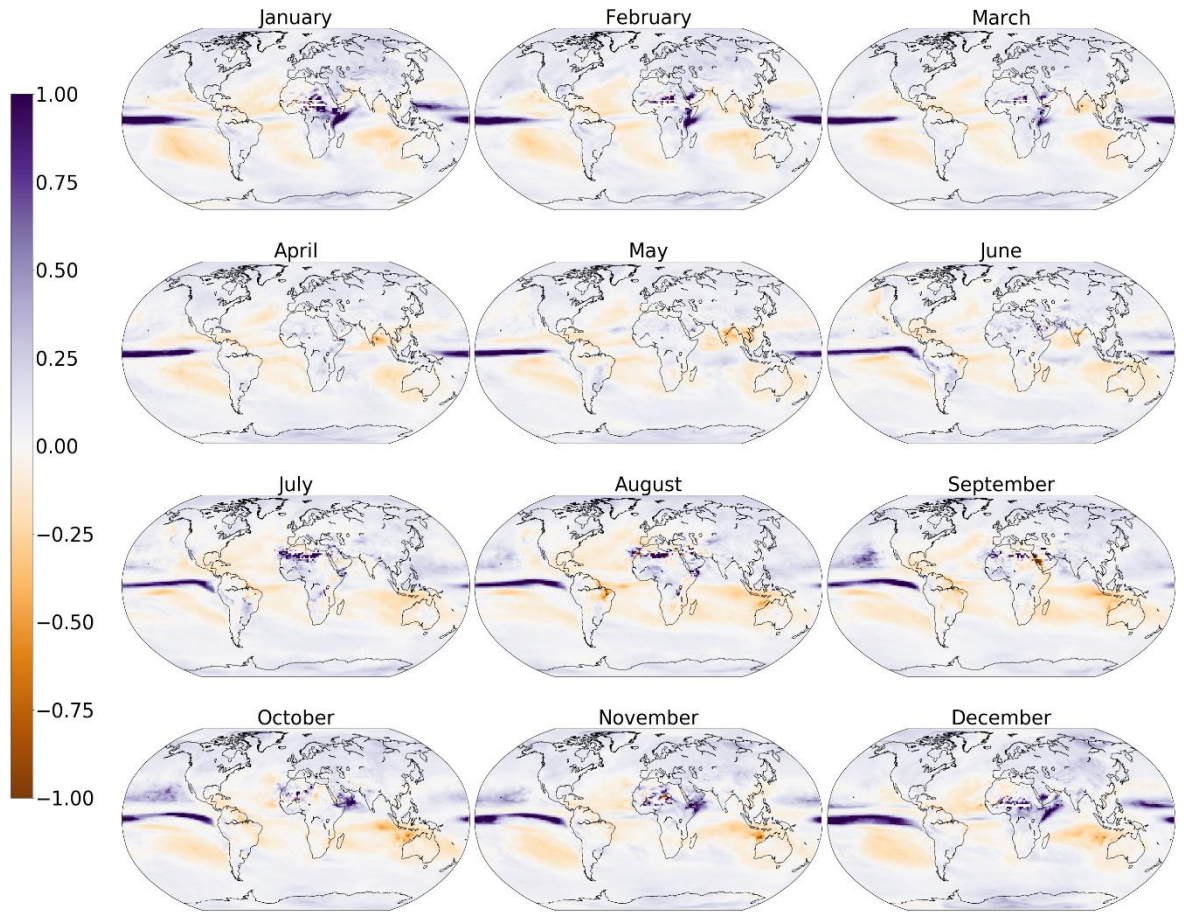 January February March
1.00
0.75
April May June
0.50
0.25
0.00
July August September
−0.25
−0.50
October November December
−0.75
−1.00